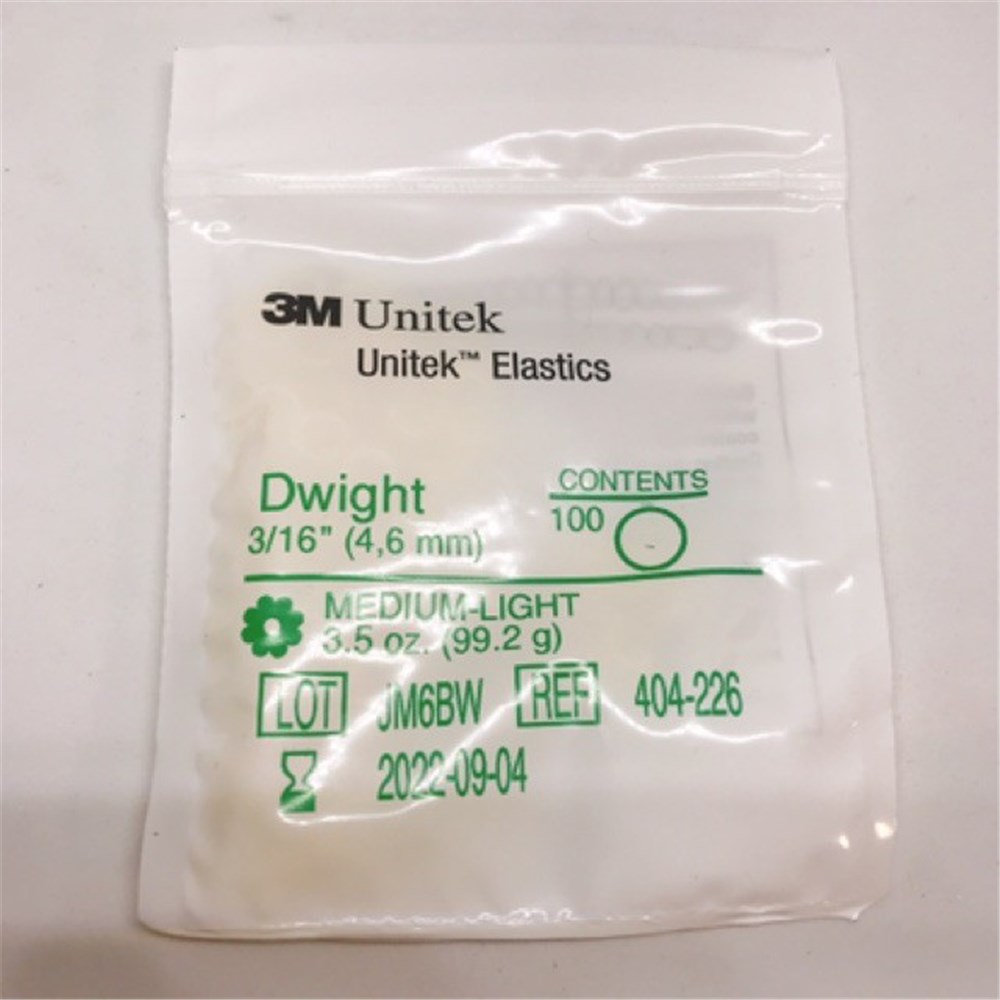 3M Unitek
Unitek™ Elastics
Dwight
3/16" (4,6 mm)
CONTENTS
100
MEDIUM-LIGHT
3.5 oz. (99.2 g)
LOT JM6BW REF 404-226
2022-09-04